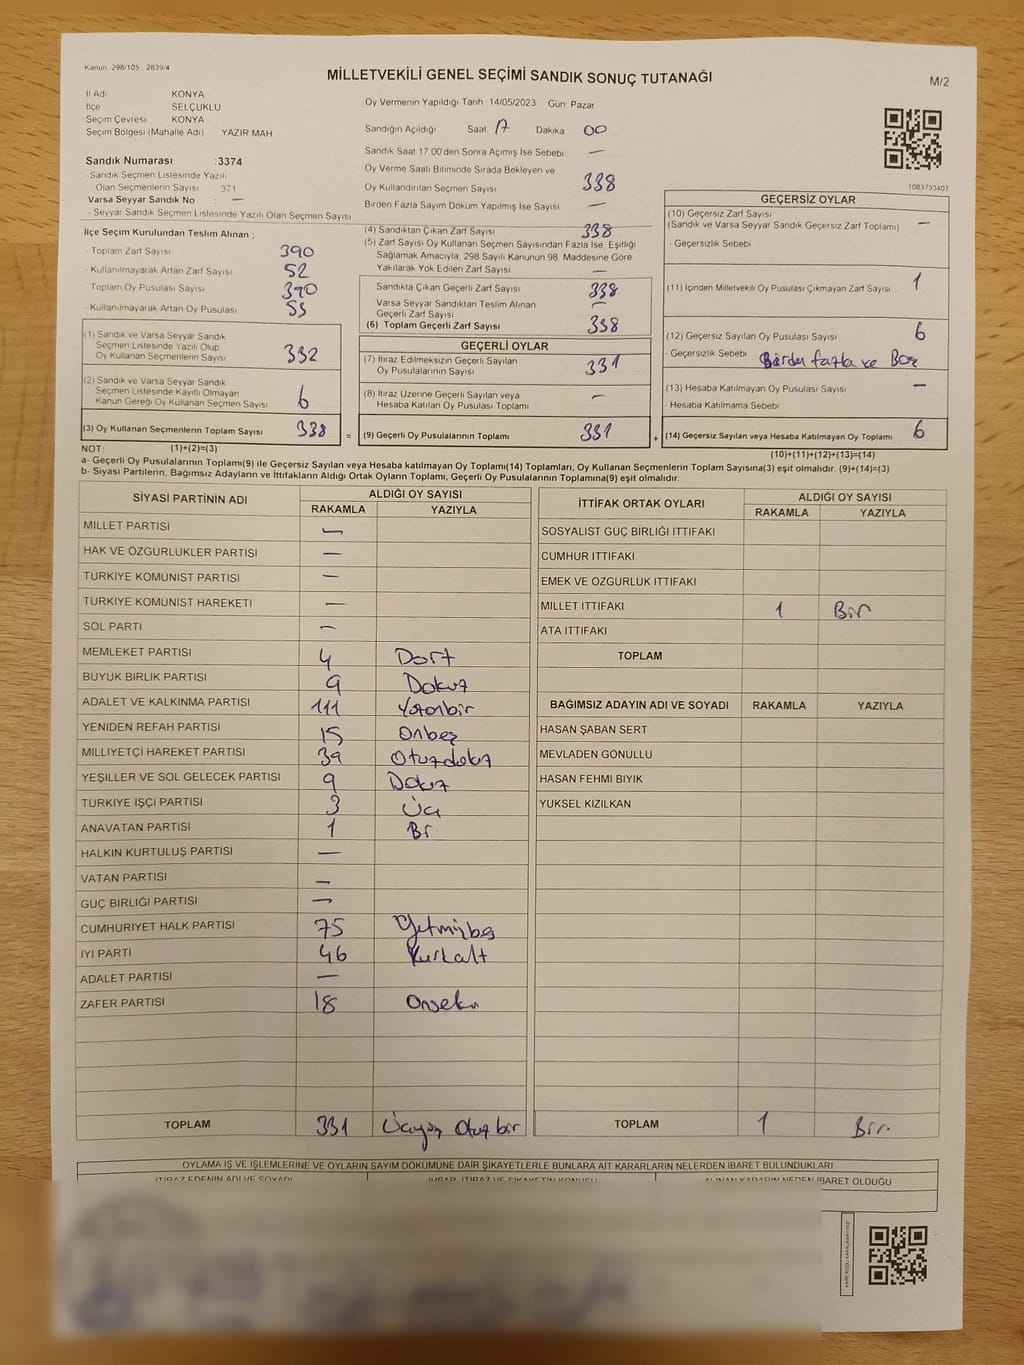 Kanun. 298/105 . 2839/4
MİLLETVEKİLİ GENEL SEÇİMİ SANDIK SONUÇ TUTANAĞI
M/2
İl Adı KONYA
İlçe SELÇUKLU
Seçim Çevresi KONYA
Seçim Bölgesi (Mahalle Adı) YAZIR MAH
Sandık Numarası :3374
- Sandık Seçmen Listesinde Yazılı
Olan Seçmenlerin Sayısı 371
Varsa Seyyar Sandık No : —
- Seyyar Sandık Seçmen Listesinde Yazılı Olan Seçmen Sayısı
Oy Vermenin Yapıldığı Tarih 14/05/2023 Gün Pazar
Sandığın Açıldığı Saat 17 Dakika 00
Sandık Saat 17.00'den Sonra Açımış İse Sebebi —
Oy Verme Saati Bitiminde Sırada Bekleyen ve
Oy Kullandırılan Seçmen Sayısı 338
Birden Fazla Sayım Döküm Yapılmış İse Sayısı —
1083793407
İlçe Seçim Kurulundan Teslim Alınan ;
- Toplam Zarf Sayısı 390
- Kullanılmayarak Artan Zarf Sayısı 52
- Toplam Oy Pusulası Sayısı 390
- Kullanılmayarak Artan Oy Pusulası 53
(1) Sandık ve Varsa Seyyar Sandık
Seçmen Listesinde Yazılı Olup
Oy Kullanan Seçmenlerin Sayısı 332
(2) Sandık ve Varsa Seyyar Sandık
Seçmen Listesinde Kayıtlı Olmayan
Kanun Gereği Oy Kullanan Seçmen Sayısı 6
(3) Oy Kullanan Seçmenlerin Toplam Sayısı 338
(4) Sandıktan Çıkan Zarf Sayısı 338
(5) Zarf Sayısı Oy Kullanan Seçmen Sayısından Fazla İse, Eşitliği
Sağlamak Amacıyla, 298 Sayılı Kanunun 98. Maddesine Göre
Yakılarak Yok Edilen Zarf Sayısı —
Sandıkta Çıkan Geçerli Zarf Sayısı 338
Varsa Seyyar Sandıktan Teslim Alınan
Geçerli Zarf Sayısı —
(6) Toplam Geçerli Zarf Sayısı 338
GEÇERLİ OYLAR
(7) İtiraz Edilmeksizin Geçerli Sayılan
Oy Pusulalarının Sayısı 331
(8) İtiraz Üzerine Geçerli Sayılan veya
Hesaba Katılan Oy Pusulası Toplamı —
= (9) Geçerli Oy Pusulalarının Toplamı 331
GEÇERSİZ OYLAR
(10) Geçersiz Zarf Sayısı
(Sandık ve Varsa Seyyar Sandık Geçersiz Zarf Toplamı) —
- Geçersizlik Sebebi
(11) İçinden Milletvekili Oy Pusulası Çıkmayan Zarf Sayısı 1
(12) Geçersiz Sayılan Oy Pusulası Sayısı 6
- Geçersizlik Sebebi Birden fazla ve Boş
(13) Hesaba Katılmayan Oy Pusulası Sayısı —
- Hesaba Katılmama Sebebi
+ (14) Geçersiz Sayılan veya Hesaba Katılmayan Oy Toplamı 6
NOT: (1)+(2)=(3)
(10)+(11)+(12)+(13)=(14)
a- Geçerli Oy Pusulalarının Toplamı(9) ile Geçersiz Sayılan veya Hesaba katılmayan Oy Toplamı(14) Toplamları, Oy Kullanan Seçmenlerin Toplam Sayısına(3) eşit olmalıdır. (9)+(14)=(3)
b- Siyasi Partilerin, Bağımsız Adayların ve İttifakların Aldığı Ortak Oyların Toplamı, Geçerli Oy Pusulalarının Toplamına(9) eşit olmalıdır.
SİYASİ PARTİNİN ADI ALDIĞI OY SAYISI
RAKAMLA YAZIYLA
MİLLET PARTİSİ —
HAK VE ÖZGÜRLÜKLER PARTİSİ —
TÜRKİYE KOMÜNİST PARTİSİ —
TÜRKİYE KOMÜNİST HAREKETİ —
SOL PARTİ —
MEMLEKET PARTİSİ 4 Dört
BÜYÜK BİRLİK PARTİSİ 9 Dokuz
ADALET VE KALKINMA PARTİSİ 111 Yüzonbir
YENİDEN REFAH PARTİSİ 15 Onbeş
MİLLİYETÇİ HAREKET PARTİSİ 39 Otuzdokuz
YEŞİLLER VE SOL GELECEK PARTİSİ 9 Dokuz
TÜRKİYE İŞÇİ PARTİSİ 3 Üç
ANAVATAN PARTİSİ 1 Bir
HALKIN KURTULUŞ PARTİSİ —
VATAN PARTİSİ —
GÜÇ BİRLİĞİ PARTİSİ —
CUMHURİYET HALK PARTİSİ 75 Yetmişbeş
İYİ PARTİ 46 Kırkaltı
ADALET PARTİSİ —
ZAFER PARTİSİ 18 Onsekiz
TOPLAM 331 Üçyüz Otuz bir
İTTİFAK ORTAK OYLARI ALDIĞI OY SAYISI
RAKAMLA YAZIYLA
SOSYALİST GÜÇ BİRLİĞİ İTTİFAKI
CUMHUR İTTİFAKI
EMEK VE ÖZGÜRLÜK İTTİFAKI
MİLLET İTTİFAKI 1 Bir
ATA İTTİFAKI
TOPLAM
BAĞIMSIZ ADAYIN ADI VE SOYADI RAKAMLA YAZIYLA
HASAN ŞABAN SERT
MEVLADEN GÖNÜLLÜ
HASAN FEHMİ BIYIK
YÜKSEL KIZILKAN
TOPLAM 1 Bir
OYLAMA İŞ VE İŞLEMLERİNE VE OYLARIN SAYIM DÖKÜMÜNE DAİR ŞİKAYETLERLE BUNLARA AİT KARARLARIN NELERDEN İBARET BULUNDUKLARI
İTİRAZ EDENİN ADI VE SOYADI İHBAR, İTİRAZ VE ŞİKAYETİN KONUSU ALINAN KARARIN NEDEN İBARET OLDUĞU
KARE KODU KARALAMAYINIZ